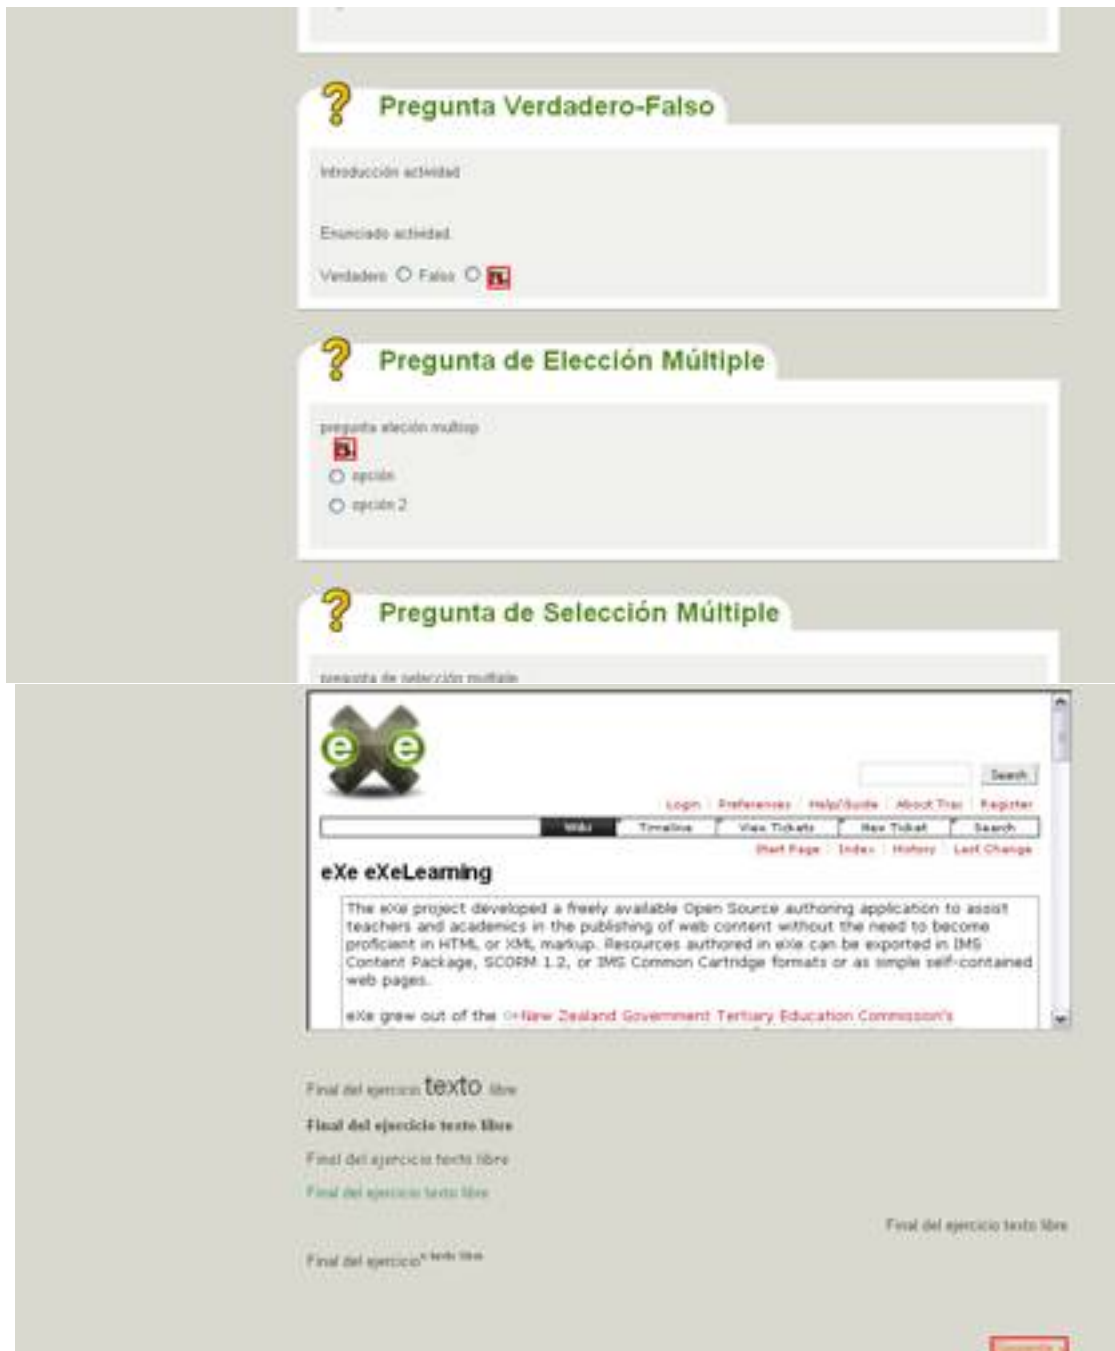 Pregunta Verdadero-Falso
Introducción actividad
Enunciado actividad.
Verdadero Falso
Pregunta de Elección Múltiple
pregunta eleción multiop
opción
opción 2
Pregunta de Selección Múltiple
pregunta de selección multiple
e e
Search
Login Preferences Help/Guide About Trac Register
Wiki Timeline View Tickets New Ticket Search
Start Page Index History Last Change
eXe eXeLearning
The eXe project developed a freely available Open Source authoring application to assist
teachers and academics in the publishing of web content without the need to become
proficient in HTML or XML markup. Resources authored in eXe can be exported in IMS
Content Package, SCORM 1.2, or IMS Common Cartridge formats or as simple self-contained
web pages.
eXe grew out of the New Zealand Government Tertiary Education Commission's
Final del ejercicio texto libre
Final del ejercicio texto libre
Final del ejercicio texto libre
Final del ejercicio texto libre
Final del ejercicio texto libre
Final del ejercicio texto libre